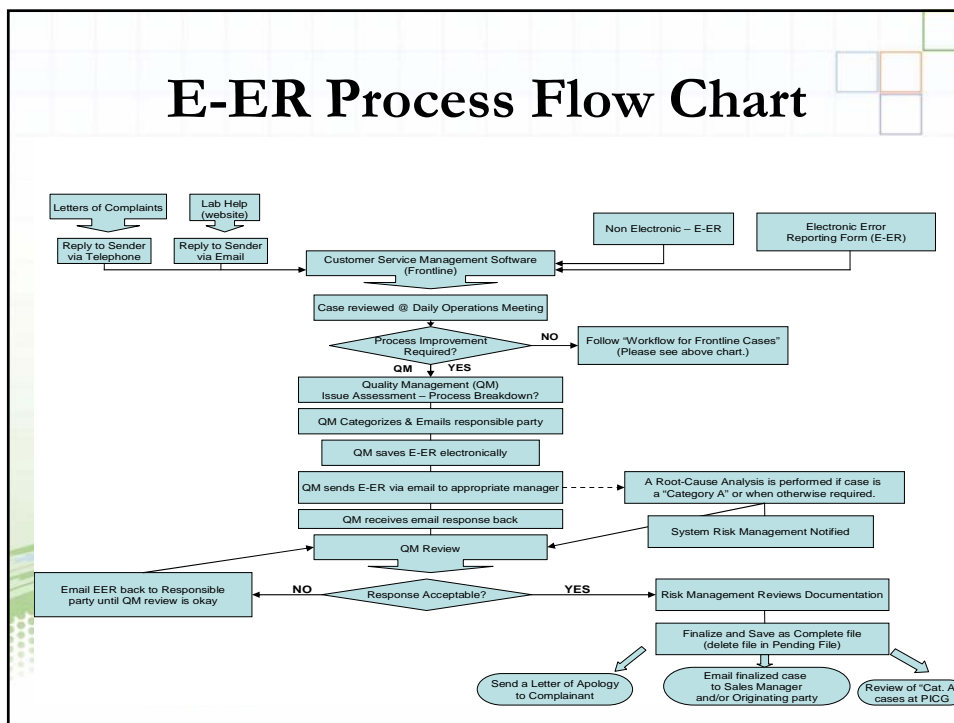 E-ER Process Flow Chart
Letters of Complaints
Lab Help
(website)
Reply to Sender
via Telephone
Reply to Sender
via Email
Non Electronic – E-ER
Electronic Error
Reporting Form (E-ER)
Customer Service Management Software
(Frontline)
Case reviewed @ Daily Operations Meeting
Process Improvement
Required?
NO
Follow “Workflow for Frontline Cases”
(Please see above chart.)
QM YES
Quality Management (QM)
Issue Assessment – Process Breakdown?
QM Categorizes & Emails responsible party
QM saves E-ER electronically
QM sends E-ER via email to appropriate manager
A Root-Cause Analysis is performed if case is
a “Category A” or when otherwise required.
QM receives email response back
System Risk Management Notified
QM Review
Email EER back to Responsible
party until QM review is okay
NO
Response Acceptable?
YES
Risk Management Reviews Documentation
Finalize and Save as Complete file
(delete file in Pending File)
Send a Letter of Apology
to Complainant
Email finalized case
to Sales Manager
and/or Originating party
Review of “Cat. A
cases at PICG